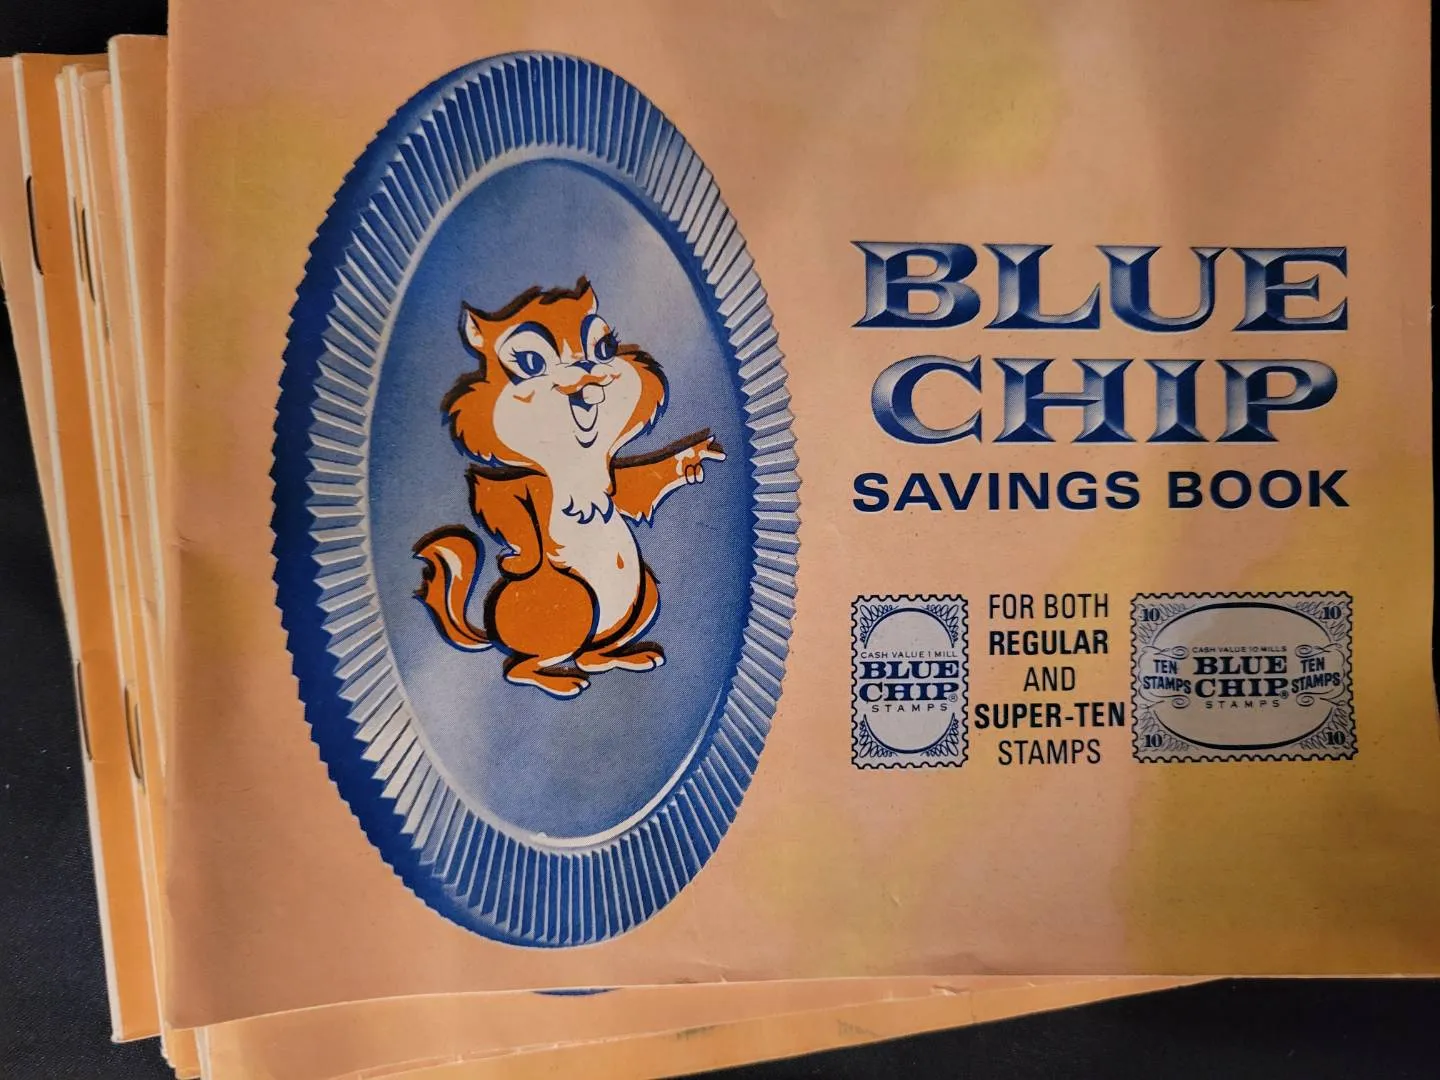 BLUE
CHIP
SAVINGS BOOK
CASH VALUE 1 MILL
BLUE
CHIP®
STAMPS
FOR BOTH
REGULAR
AND
SUPER-TEN
STAMPS
10 10
CASH VALUE 10 MILLS
TEN BLUE TEN
STAMPS CHIP® STAMPS
STAMPS
10 10